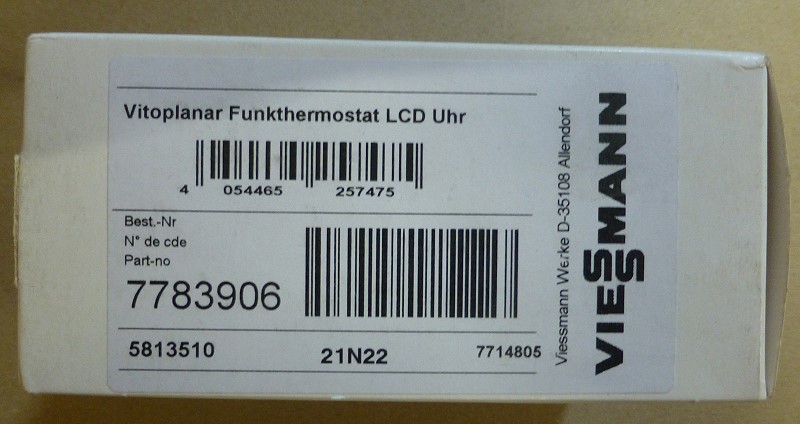 Vitoplanar Funkthermostat LCD Uhr
4 054465 257475
Best.-Nr
N° de cde
Part-no
7783906
5813510 21N22 7714805
Viessmann Werke D-35108 Allendorf
VIESSMANN